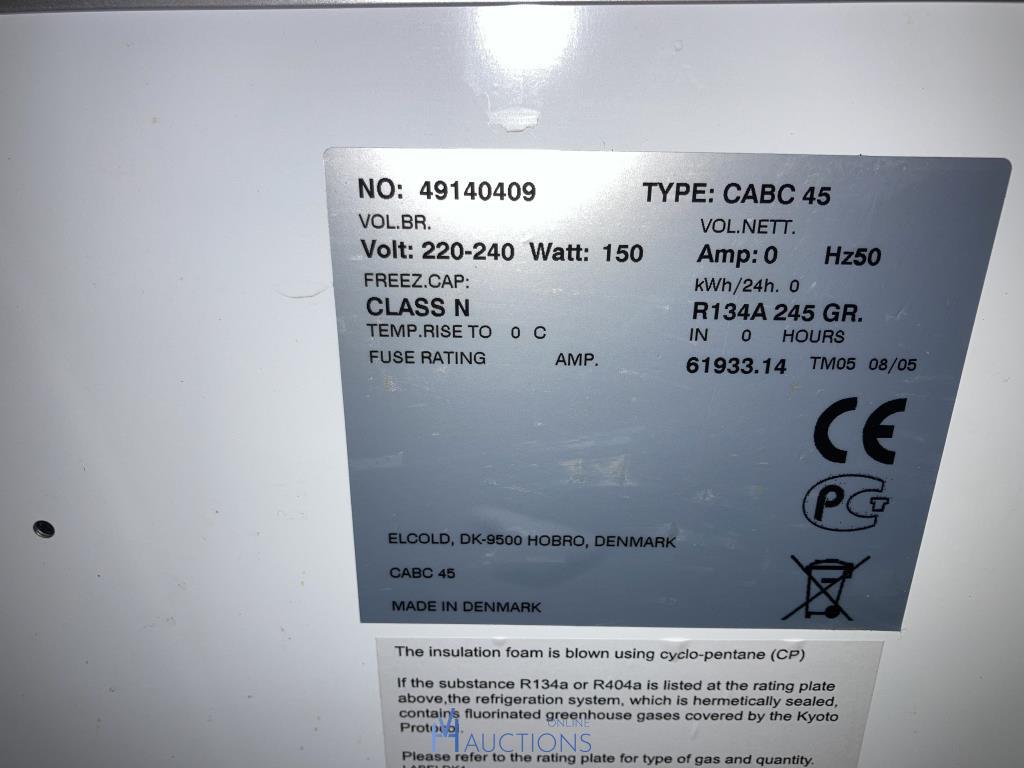 NO: 49140409 TYPE: CABC 45
VOL.BR. VOL.NETT.
Volt: 220-240 Watt: 150 Amp: 0 Hz50
FREEZ.CAP: kWh/24h. 0
CLASS N R134A 245 GR.
TEMP.RISE TO 0 C IN 0 HOURS
FUSE RATING AMP. 61933.14 TM05 08/05
CE
PCT
ELCOLD, DK-9500 HOBRO, DENMARK
CABC 45
MADE IN DENMARK
The insulation foam is blown using cyclo-pentane (CP)
If the substance R134a or R404a is listed at the rating plate
above,the refrigeration system, which is hermetically sealed,
contains fluorinated greenhouse gases covered by the Kyoto
Protocol.
Please refer to the rating plate for type of gas and quantity.
ONLINE
AUCTIONS